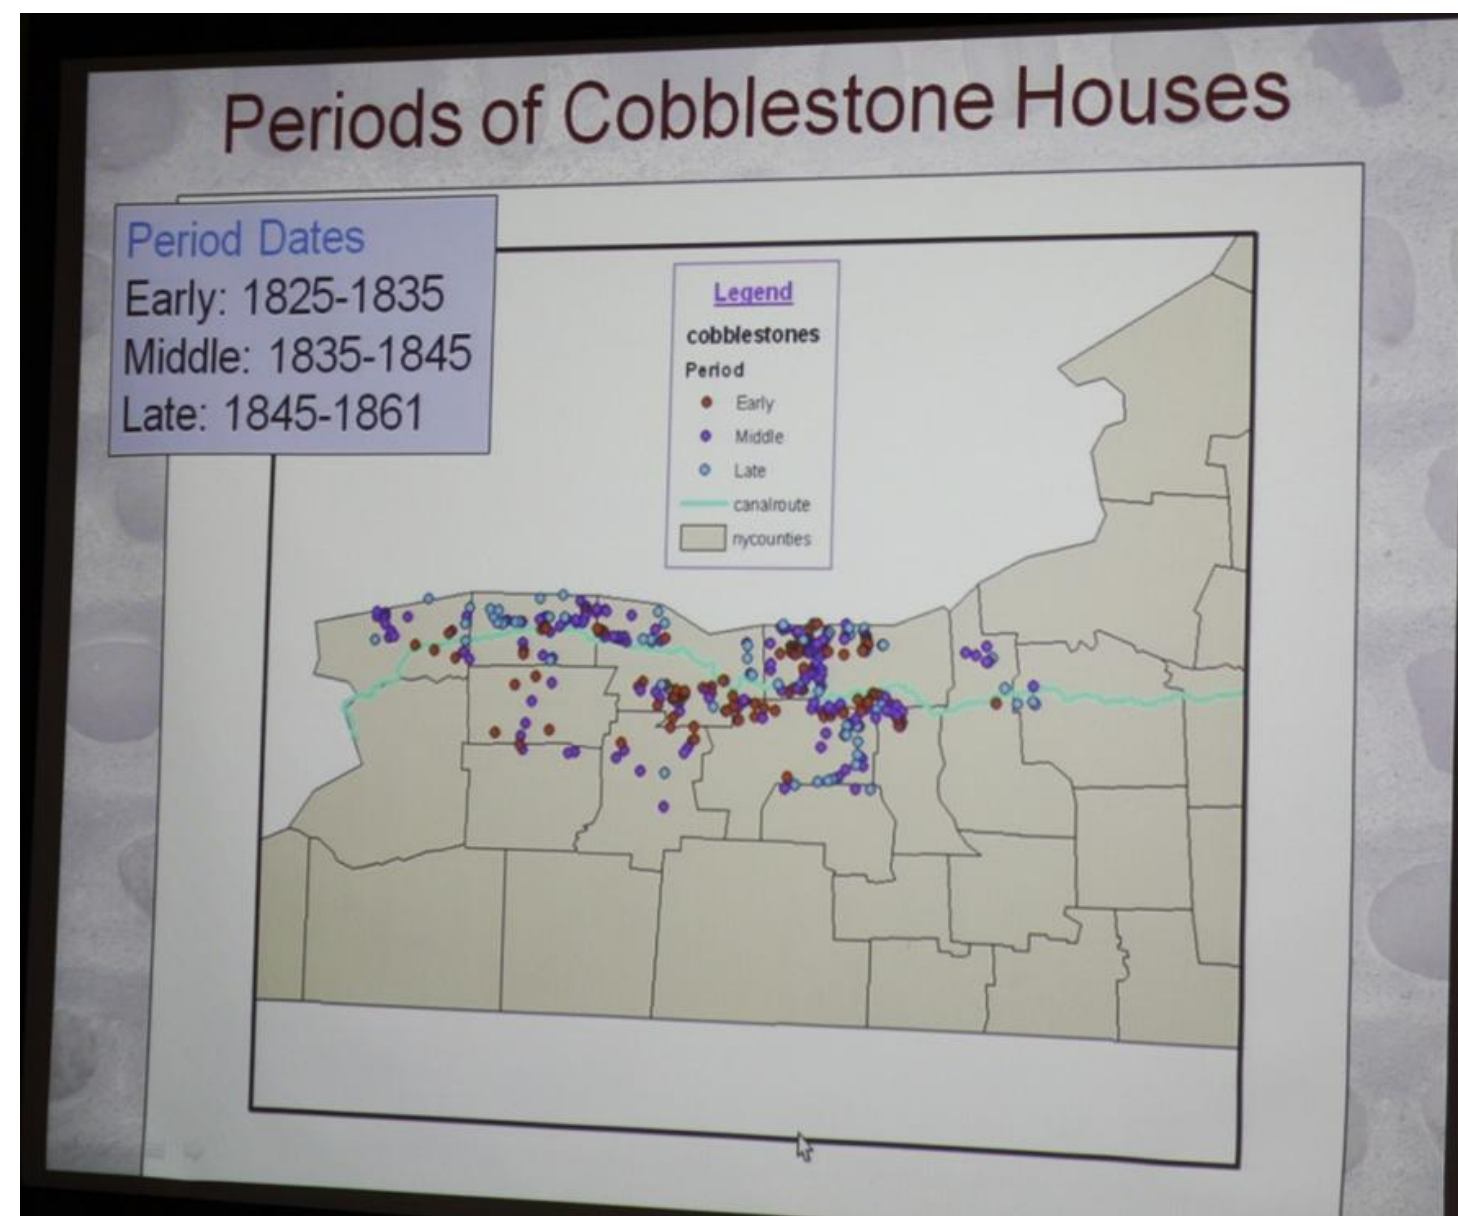 Periods of Cobblestone Houses
Period Dates
Early: 1825-1835
Middle: 1835-1845
Late: 1845-1861
Legend
cobblestones
Period
Early
Middle
Late
canalroute
nycounties